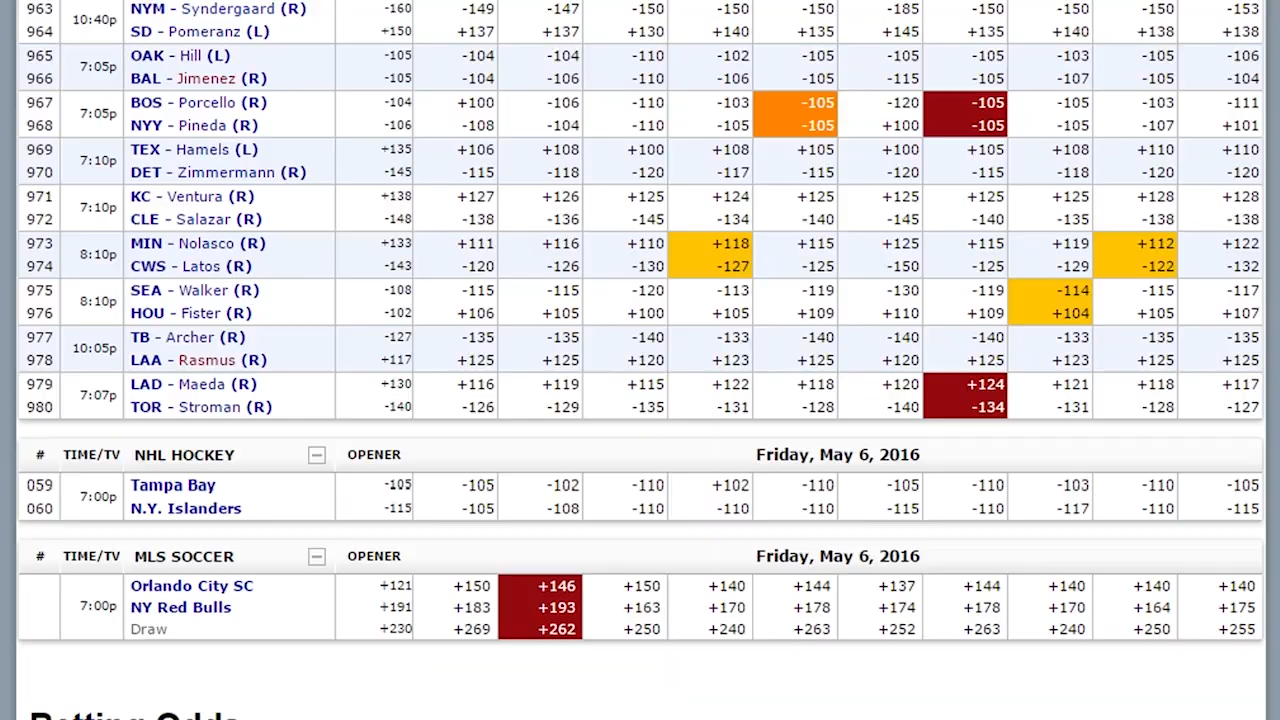 963 NYM - Syndergaard (R) -160 -149 -147 -150 -150 -150 -185 -150 -150 -150 -153
10:40p
964 SD - Pomeranz (L) +150 +137 +137 +130 +140 +135 +145 +135 +140 +138 +138
965 OAK - Hill (L) -105 -104 -104 -110 -102 -105 -105 -105 -103 -105 -106
7:05p
966 BAL - Jimenez (R) -105 -104 -106 -110 -106 -105 -115 -105 -107 -105 -104
967 BOS - Porcello (R) -104 +100 -106 -110 -103 -105 -120 -105 -105 -103 -111
7:05p
968 NYY - Pineda (R) -106 -108 -104 -110 -105 -105 +100 -105 -105 -107 +101
969 TEX - Hamels (L) +135 +106 +108 +100 +108 +105 +100 +105 +108 +110 +110
7:10p
970 DET - Zimmermann (R) -145 -115 -118 -120 -117 -115 -120 -115 -118 -120 -120
971 KC - Ventura (R) +138 +127 +126 +125 +124 +125 +125 +125 +125 +128 +128
7:10p
972 CLE - Salazar (R) -148 -138 -136 -145 -134 -140 -145 -140 -135 -138 -138
973 MIN - Nolasco (R) +133 +111 +116 +110 +118 +115 +125 +115 +119 +112 +122
8:10p
974 CWS - Latos (R) -143 -120 -126 -130 -127 -125 -150 -125 -129 -122 -132
975 SEA - Walker (R) -108 -115 -115 -120 -113 -119 -130 -119 -114 -115 -117
8:10p
976 HOU - Fister (R) -102 +106 +105 +100 +105 +109 +110 +109 +104 +105 +107
977 TB - Archer (R) -127 -135 -135 -140 -133 -140 -140 -140 -133 -135 -135
10:05p
978 LAA - Rasmus (R) +117 +125 +125 +120 +123 +125 +120 +125 +123 +125 +125
979 LAD - Maeda (R) +130 +116 +119 +115 +122 +118 +120 +124 +121 +118 +117
7:07p
980 TOR - Stroman (R) -140 -126 -129 -135 -131 -128 -140 -134 -131 -128 -127
# TIME/TV NHL HOCKEY OPENER Friday, May 6, 2016
059 Tampa Bay -105 -105 -102 -110 +102 -110 -105 -110 -103 -110 -105
7:00p
060 N.Y. Islanders -115 -105 -108 -110 -110 -110 -115 -110 -117 -110 -115
# TIME/TV MLS SOCCER OPENER Friday, May 6, 2016
Orlando City SC +121 +150 +146 +150 +140 +144 +137 +144 +140 +140 +140
7:00p NY Red Bulls +191 +183 +193 +163 +170 +178 +174 +178 +170 +164 +175
Draw +230 +269 +262 +250 +240 +263 +252 +263 +240 +250 +255
Betting Odds